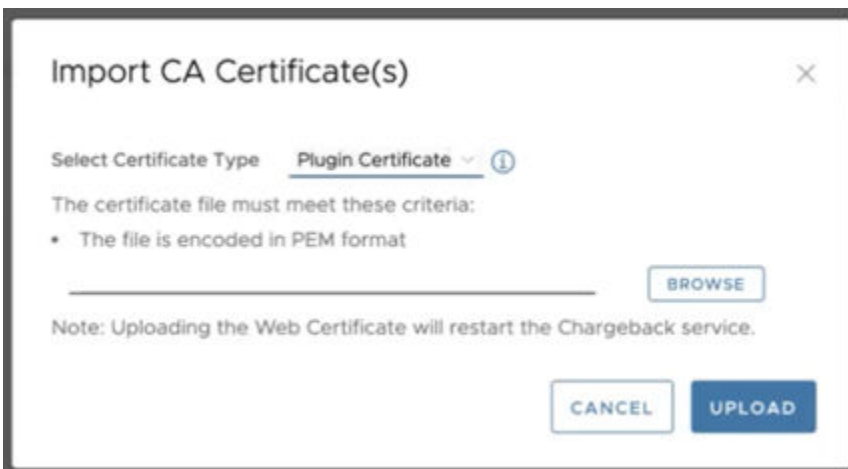 Import CA Certificate(s)
Select Certificate Type Plugin Certificate
The certificate file must meet these criteria:
• The file is encoded in PEM format
BROWSE
Note: Uploading the Web Certificate will restart the Chargeback service.
CANCEL UPLOAD